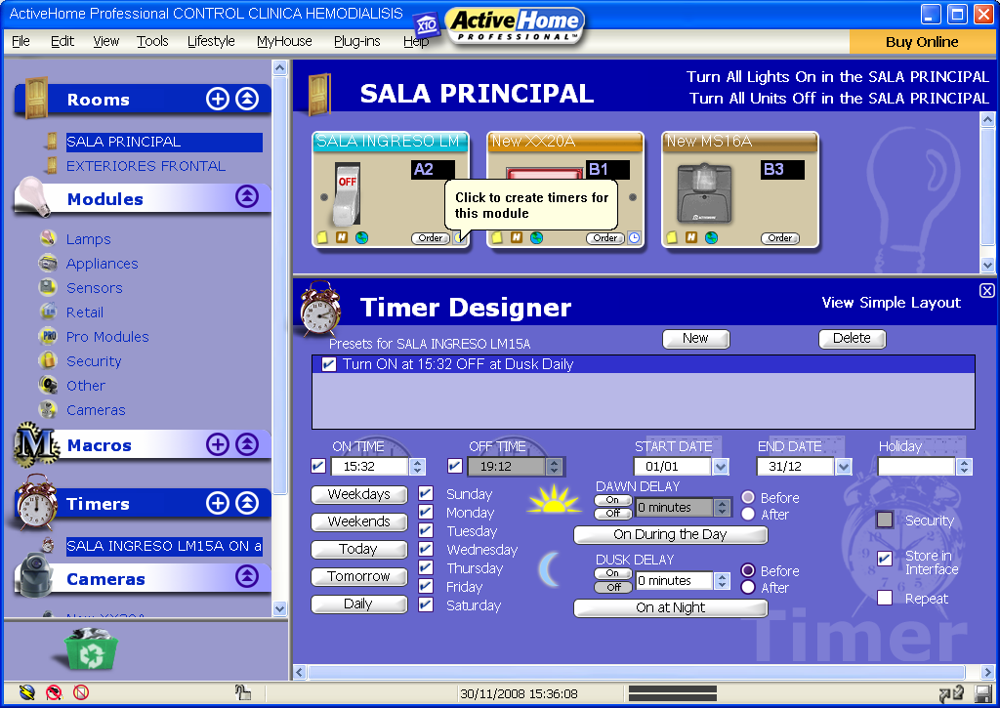 ActiveHome Professional CONTROL CLINICA HEMODIALISIS
File Edit View Tools Lifestyle MyHouse Plug-ins Help
X10
ActiveHome
PROFESSIONAL™
Buy Online
Rooms
SALA PRINCIPAL
EXTERIORES FRONTAL
Modules
Lamps
Appliances
Sensors
Retail
PRO
Pro Modules
Security
Other
Cameras
M
Macros
Timers
SALA INGRESO LM15A ON a
Cameras
New XX20A
SALA PRINCIPAL
Turn All Lights On in the SALA PRINCIPAL
Turn All Units Off in the SALA PRINCIPAL
SALA INGRESO LM
A2
OFF
H
Order
New XX20A
B1
H
Order
New MS16A
B3
H
Order
Click to create timers for
this module
Timer Designer
View Simple Layout
Presets for SALA INGRESO LM15A
New
Delete
Turn ON at 15:32 OFF at Dusk Daily
ON TIME
15:32
OFF TIME
19:12
START DATE
01/01
END DATE
31/12
Holiday
Weekdays
Weekends
Today
Tomorrow
Daily
Sunday
Monday
Tuesday
Wednesday
Thursday
Friday
Saturday
DAWN DELAY
On
Off
0 minutes
Before
After
On During the Day
DUSK DELAY
On
Off
0 minutes
Before
After
On at Night
Security
Store in
Interface
Repeat
Timer
30/11/2008 15:36:08